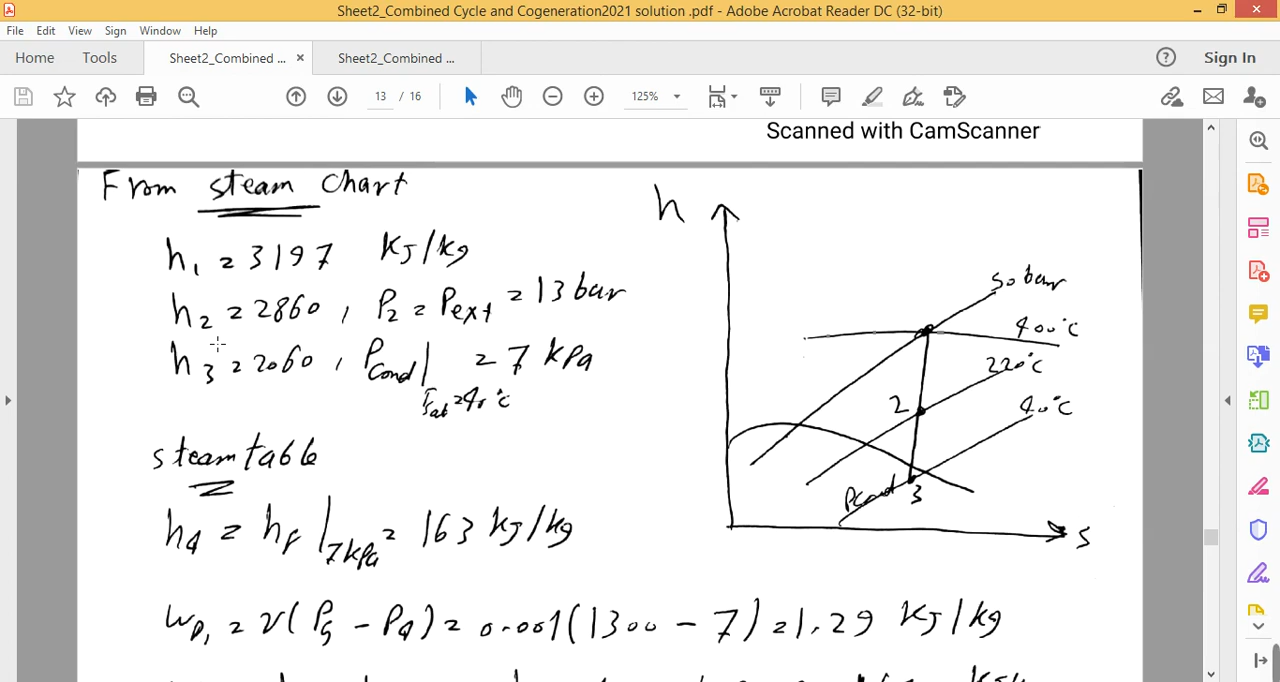 Sheet2_Combined Cycle and Cogeneration2021 solution .pdf - Adobe Acrobat Reader DC (32-bit)
File Edit View Sign Window Help
Home Tools Sheet2_Combined ... × Sheet2_Combined ... ? Sign In
13 / 16 125%
Scanned with CamScanner
From steam chart
h1 = 3197 KJ/kg
h2 = 2860 , P2 = Pext = 13 bar
h3 = 2060 , Pcond| = 7 kPa
Tsat = 40°c
steam table
h4 = hf |7kPa = 163 KJ/kg
wP1 = v(P5 - P4) = 0.001(1300 - 7) = 1.29 KJ/kg
h
50 bar
400°c
220°c
2
40°c
Pcond
3
s